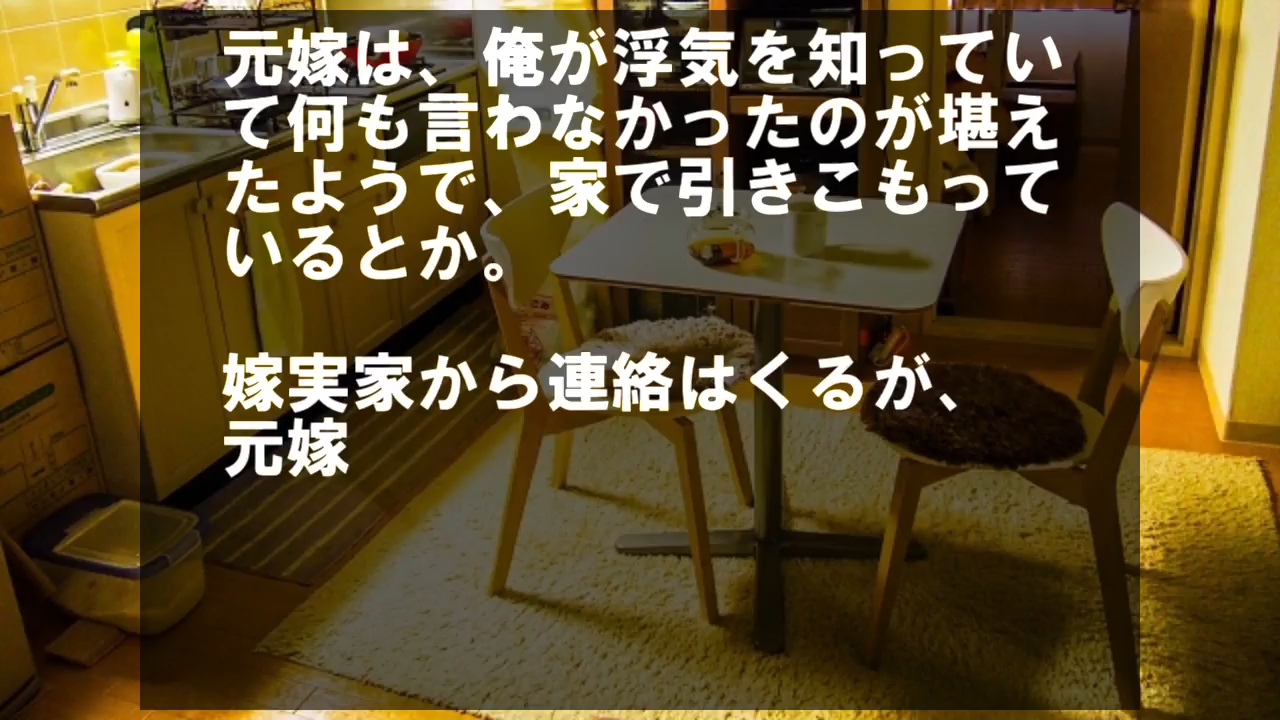 元嫁は、俺が浮気を知ってい
て何も言わなかったのが堪え
たようで、家で引きこもって
いるとか。
嫁実家から連絡はくるが、
元嫁